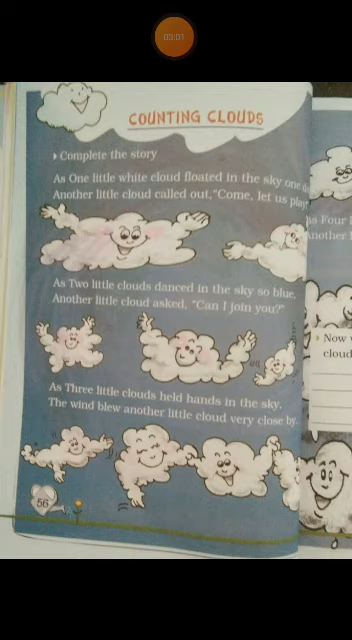 03:01
COUNTING CLOUDS
Complete the story
As One little white cloud floated in the sky one
Another little cloud called out, "Come, let us play
As Two little clouds danced in the sky so blue,
Another little cloud asked, "Can I join you?"
As Three little clouds held hands in the sky,
The wind blew another little cloud very close by.
56
As Four
Another
Now
cloud